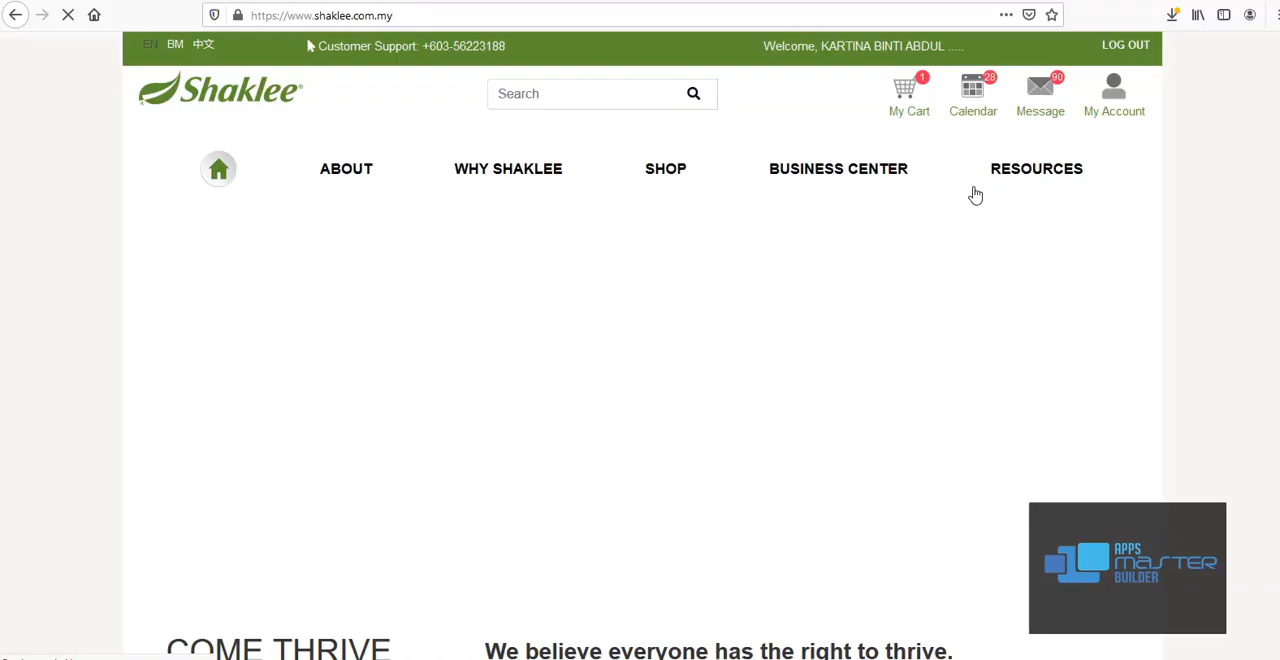 https://www.shaklee.com.my
EN BM 中文
Customer Support: +603-56223188
Welcome, KARTINA BINTI ABDUL .....
LOG OUT
Shaklee
Search
1
My Cart
28
Calendar
90
Message
My Account
ABOUT
WHY SHAKLEE
SHOP
BUSINESS CENTER
RESOURCES
APPS
MASTER
BUILDER
COME THRIVE
We believe everyone has the right to thrive.